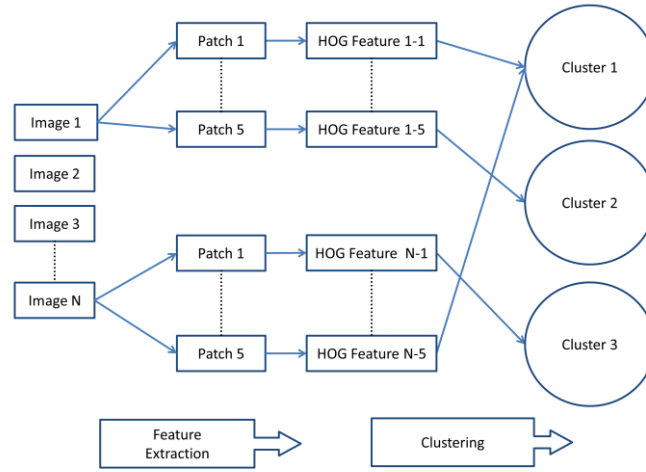 Patch 1
HOG Feature 1-1
Cluster 1
Image 1
Patch 5
HOG Feature 1-5
Image 2
Cluster 2
Image 3
Patch 1
HOG Feature N-1
Image N
Patch 5
HOG Feature N-5
Cluster 3
Feature
Extraction
Clustering